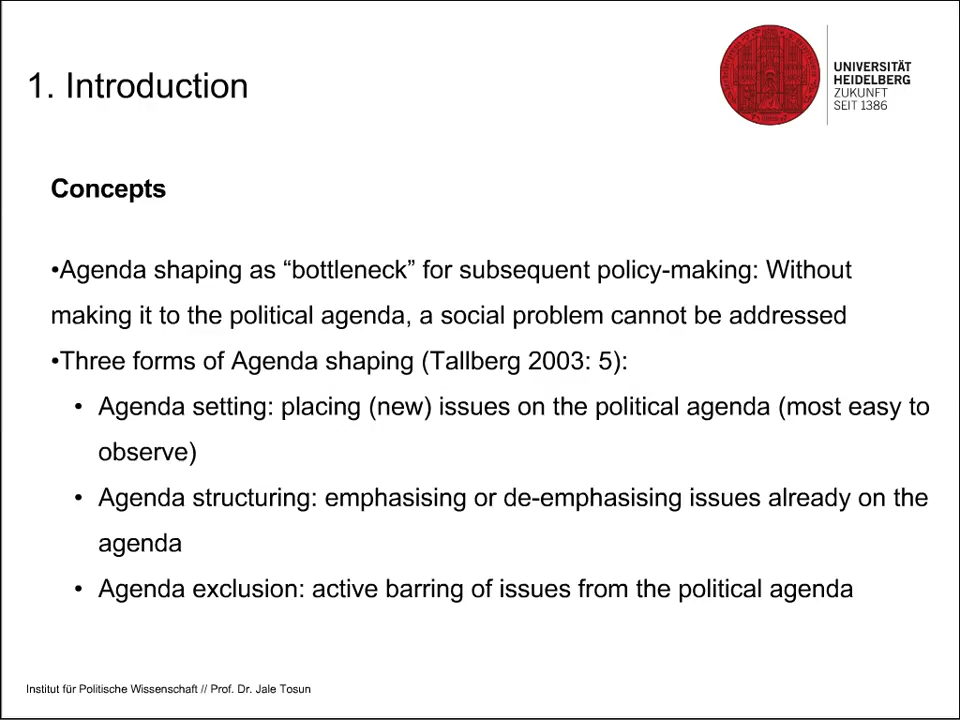 1. Introduction
UNIVERSITÄT
HEIDELBERG
ZUKUNFT
SEIT 1386
Concepts
•Agenda shaping as “bottleneck” for subsequent policy-making: Without
making it to the political agenda, a social problem cannot be addressed
•Three forms of Agenda shaping (Tallberg 2003: 5):
• Agenda setting: placing (new) issues on the political agenda (most easy to
observe)
• Agenda structuring: emphasising or de-emphasising issues already on the
agenda
• Agenda exclusion: active barring of issues from the political agenda
Institut für Politische Wissenschaft // Prof. Dr. Jale Tosun